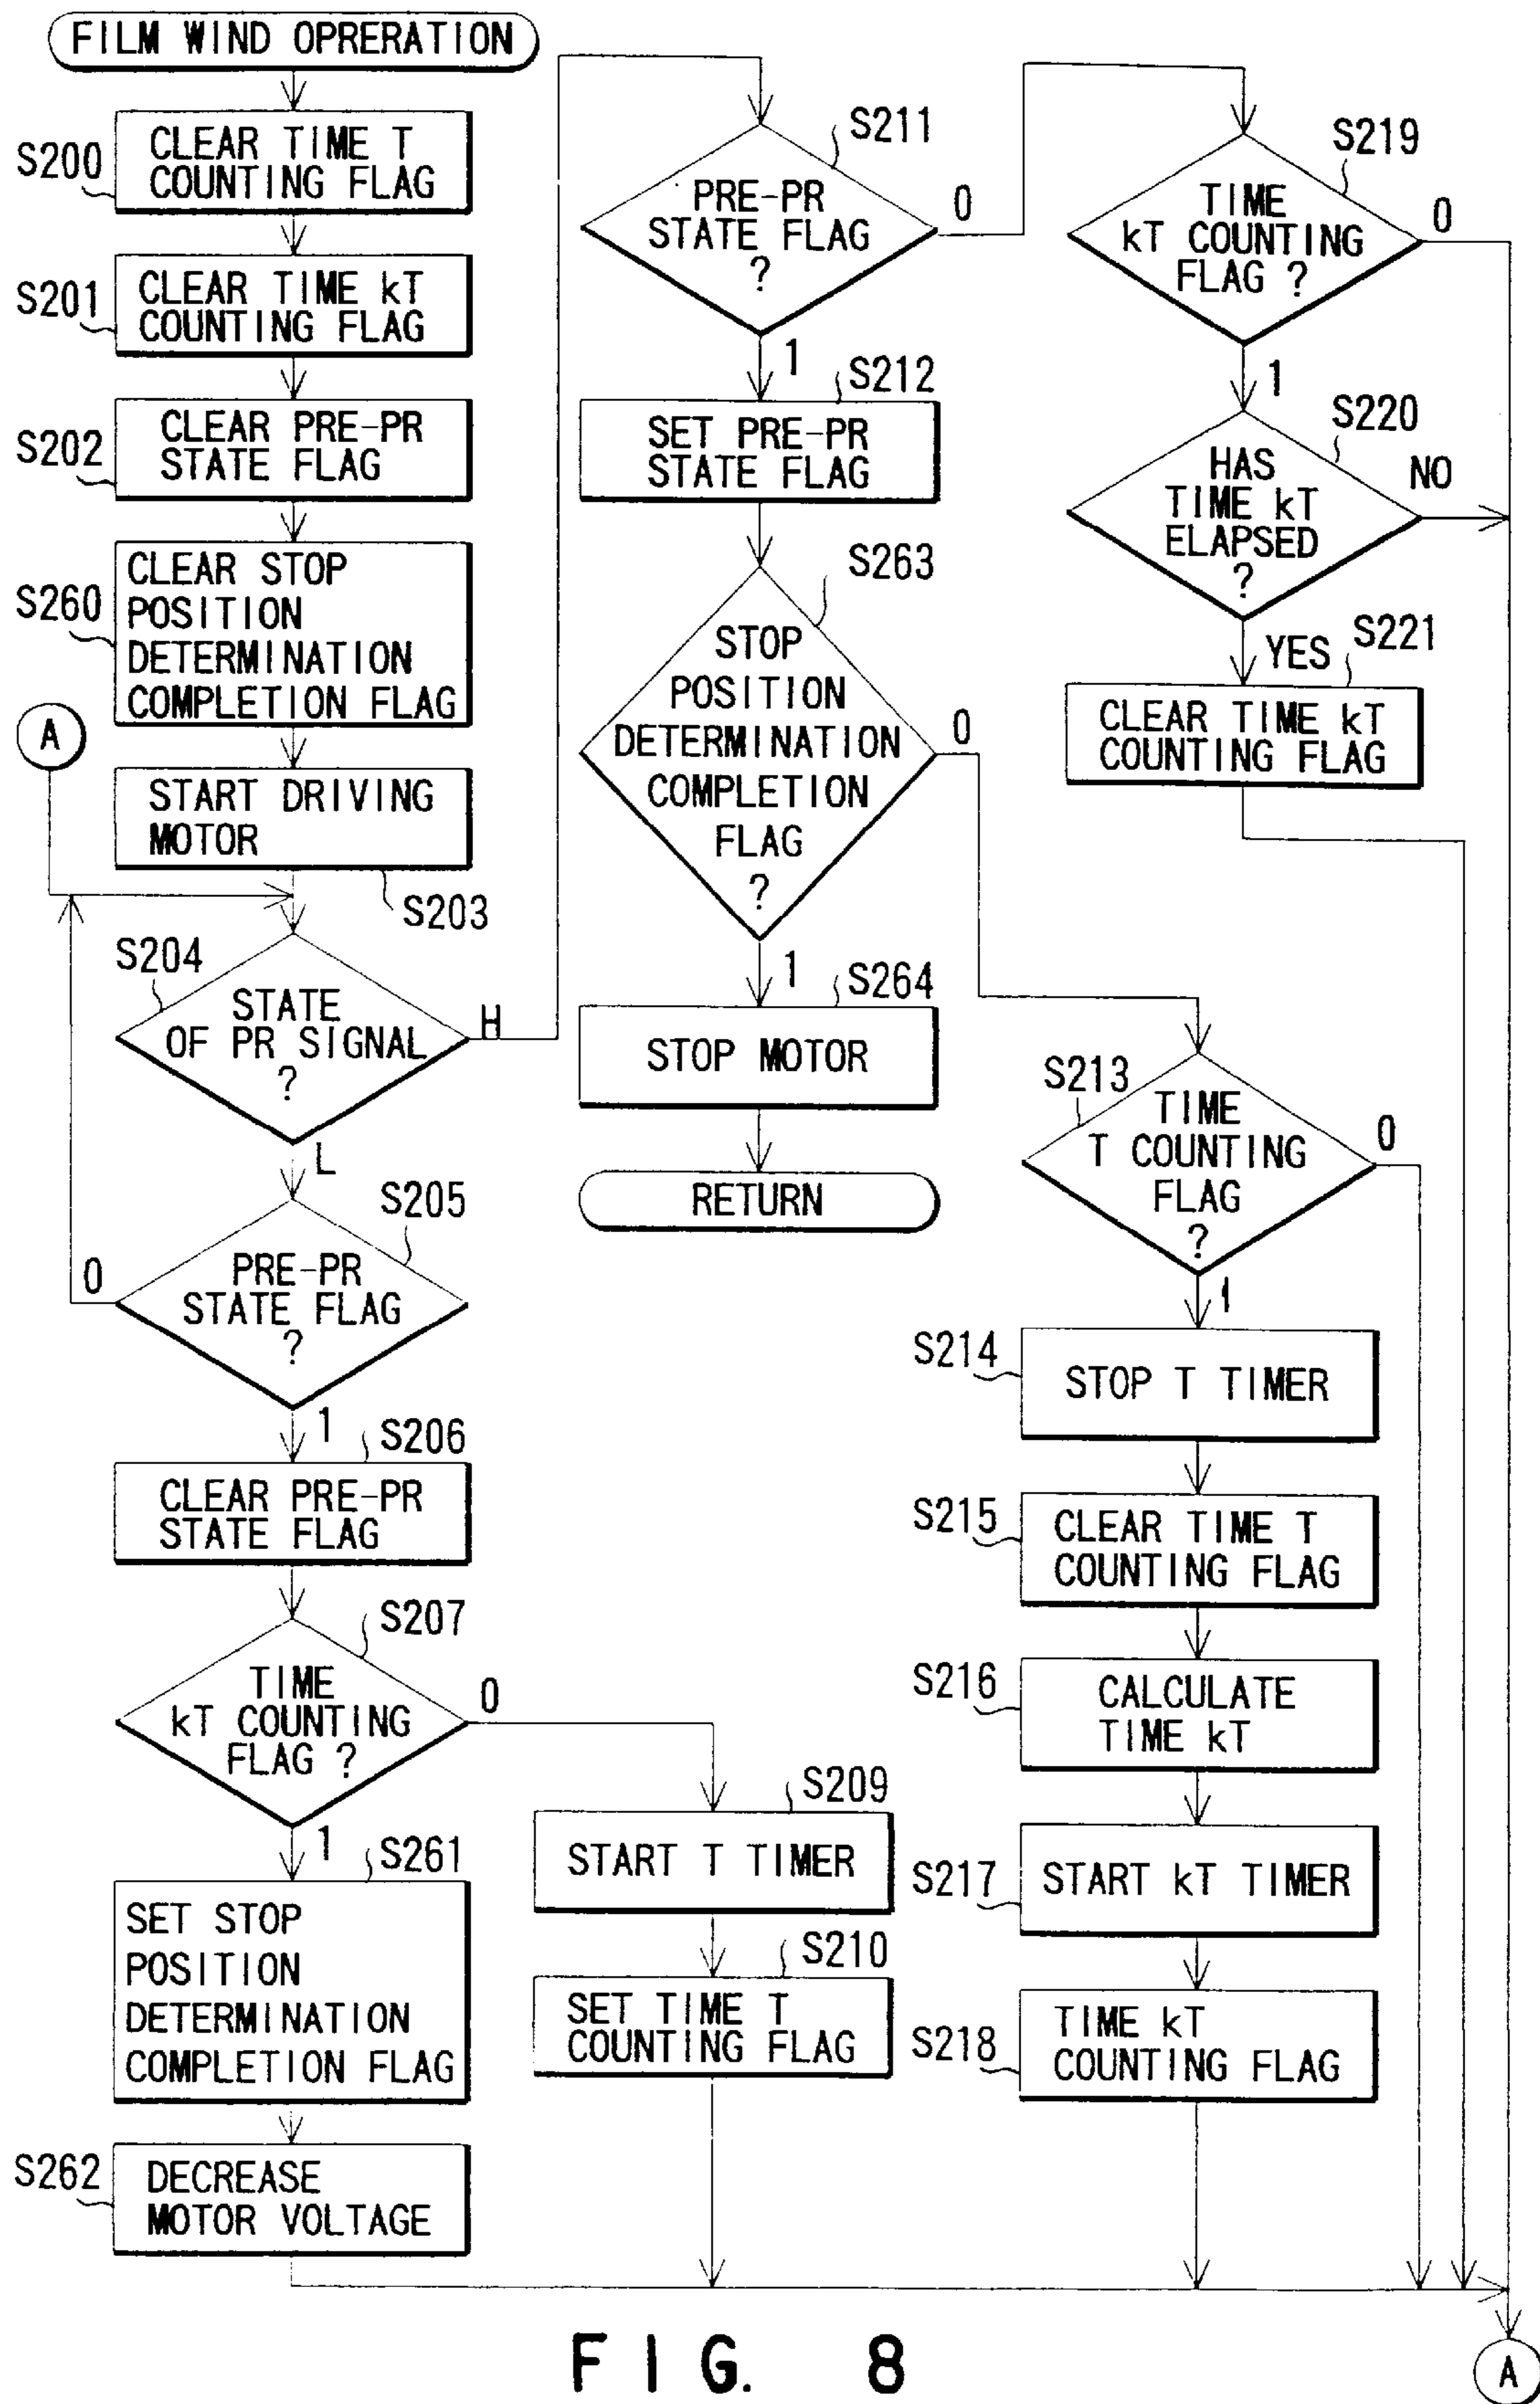 FILM WIND OPRERATION
S200
CLEAR TIME T
COUNTING FLAG
S201
CLEAR TIME kT
COUNTING FLAG
S202
CLEAR PRE-PR
STATE FLAG
S260
CLEAR STOP
POSITION
DETERMINATION
COMPLETION FLAG
A
START DRIVING
MOTOR
S203
S204
STATE
OF PR SIGNAL
?
H
L
S205
PRE-PR
STATE FLAG
?
0
1
S206
CLEAR PRE-PR
STATE FLAG
S207
TIME
kT COUNTING
FLAG ?
0
1
S261
SET STOP
POSITION
DETERMINATION
COMPLETION FLAG
S262
DECREASE
MOTOR VOLTAGE
S209
START T TIMER
S210
SET TIME T
COUNTING FLAG
S211
PRE-PR
STATE FLAG
?
0
1
S212
SET PRE-PR
STATE FLAG
S263
STOP
POSITION
DETERMINATION
COMPLETION
FLAG
?
0
1
S264
STOP MOTOR
RETURN
S213
TIME
T COUNTING
FLAG
?
0
1
S214
STOP T TIMER
S215
CLEAR TIME T
COUNTING FLAG
S216
CALCULATE
TIME kT
S217
START kT TIMER
S218
TIME kT
COUNTING FLAG
S219
TIME
kT COUNTING
FLAG ?
0
1
S220
HAS
TIME kT
ELAPSED
?
NO
YES
S221
CLEAR TIME kT
COUNTING FLAG
A
FIG. 8